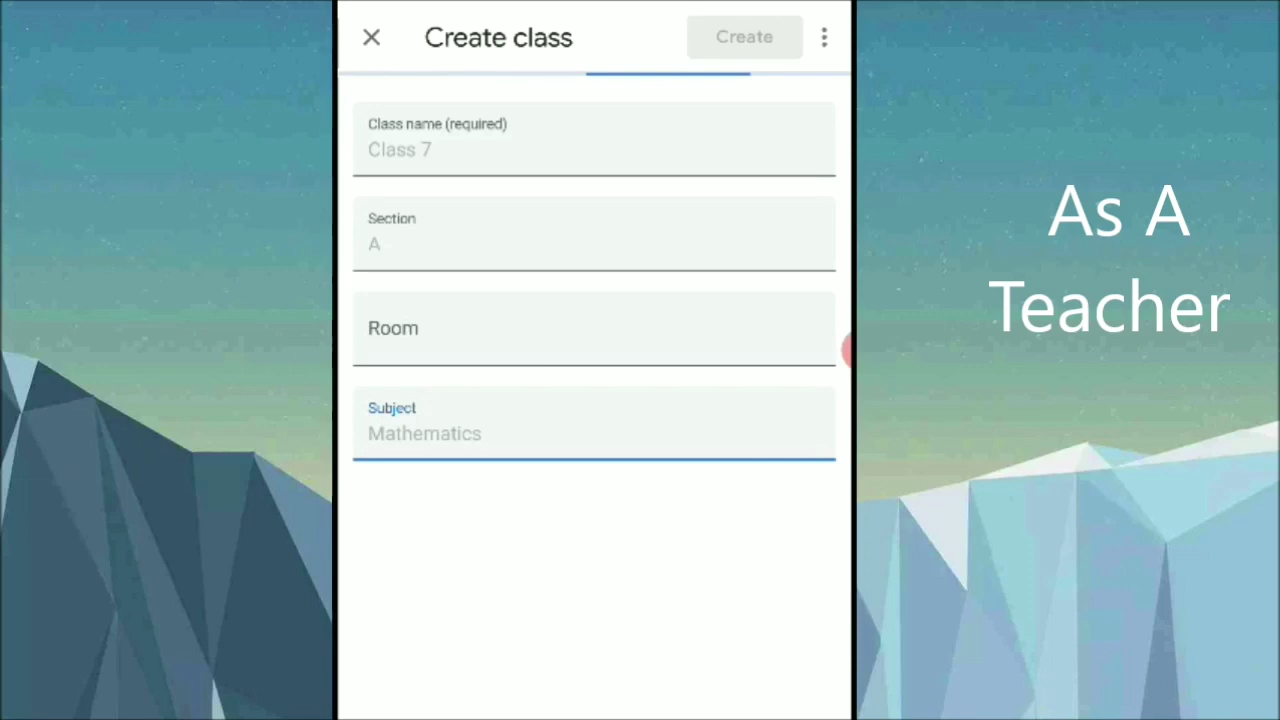 Create class
Create
Class name (required)
Class 7
Section
A
Room
Subject
Mathematics
As A
Teacher